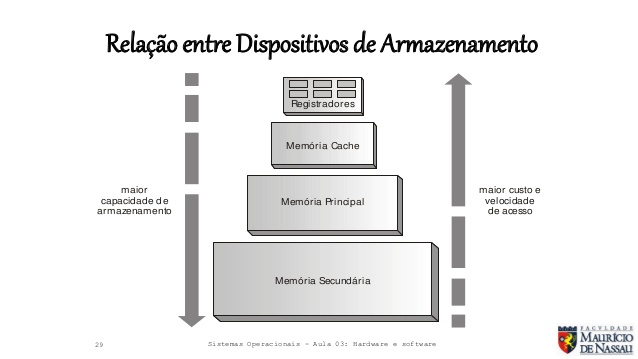 Relação entre Dispositivos de Armazenamento
Registradores
Memória Cache
maior
capacidade de
armazenamento
Memória Principal
maior custo e
velocidade
de acesso
Memória Secundária
29
Sistemas Operacionais - Aula 03: Hardware e software
FACULDADE
MAURÍCIO
DE NASSAU